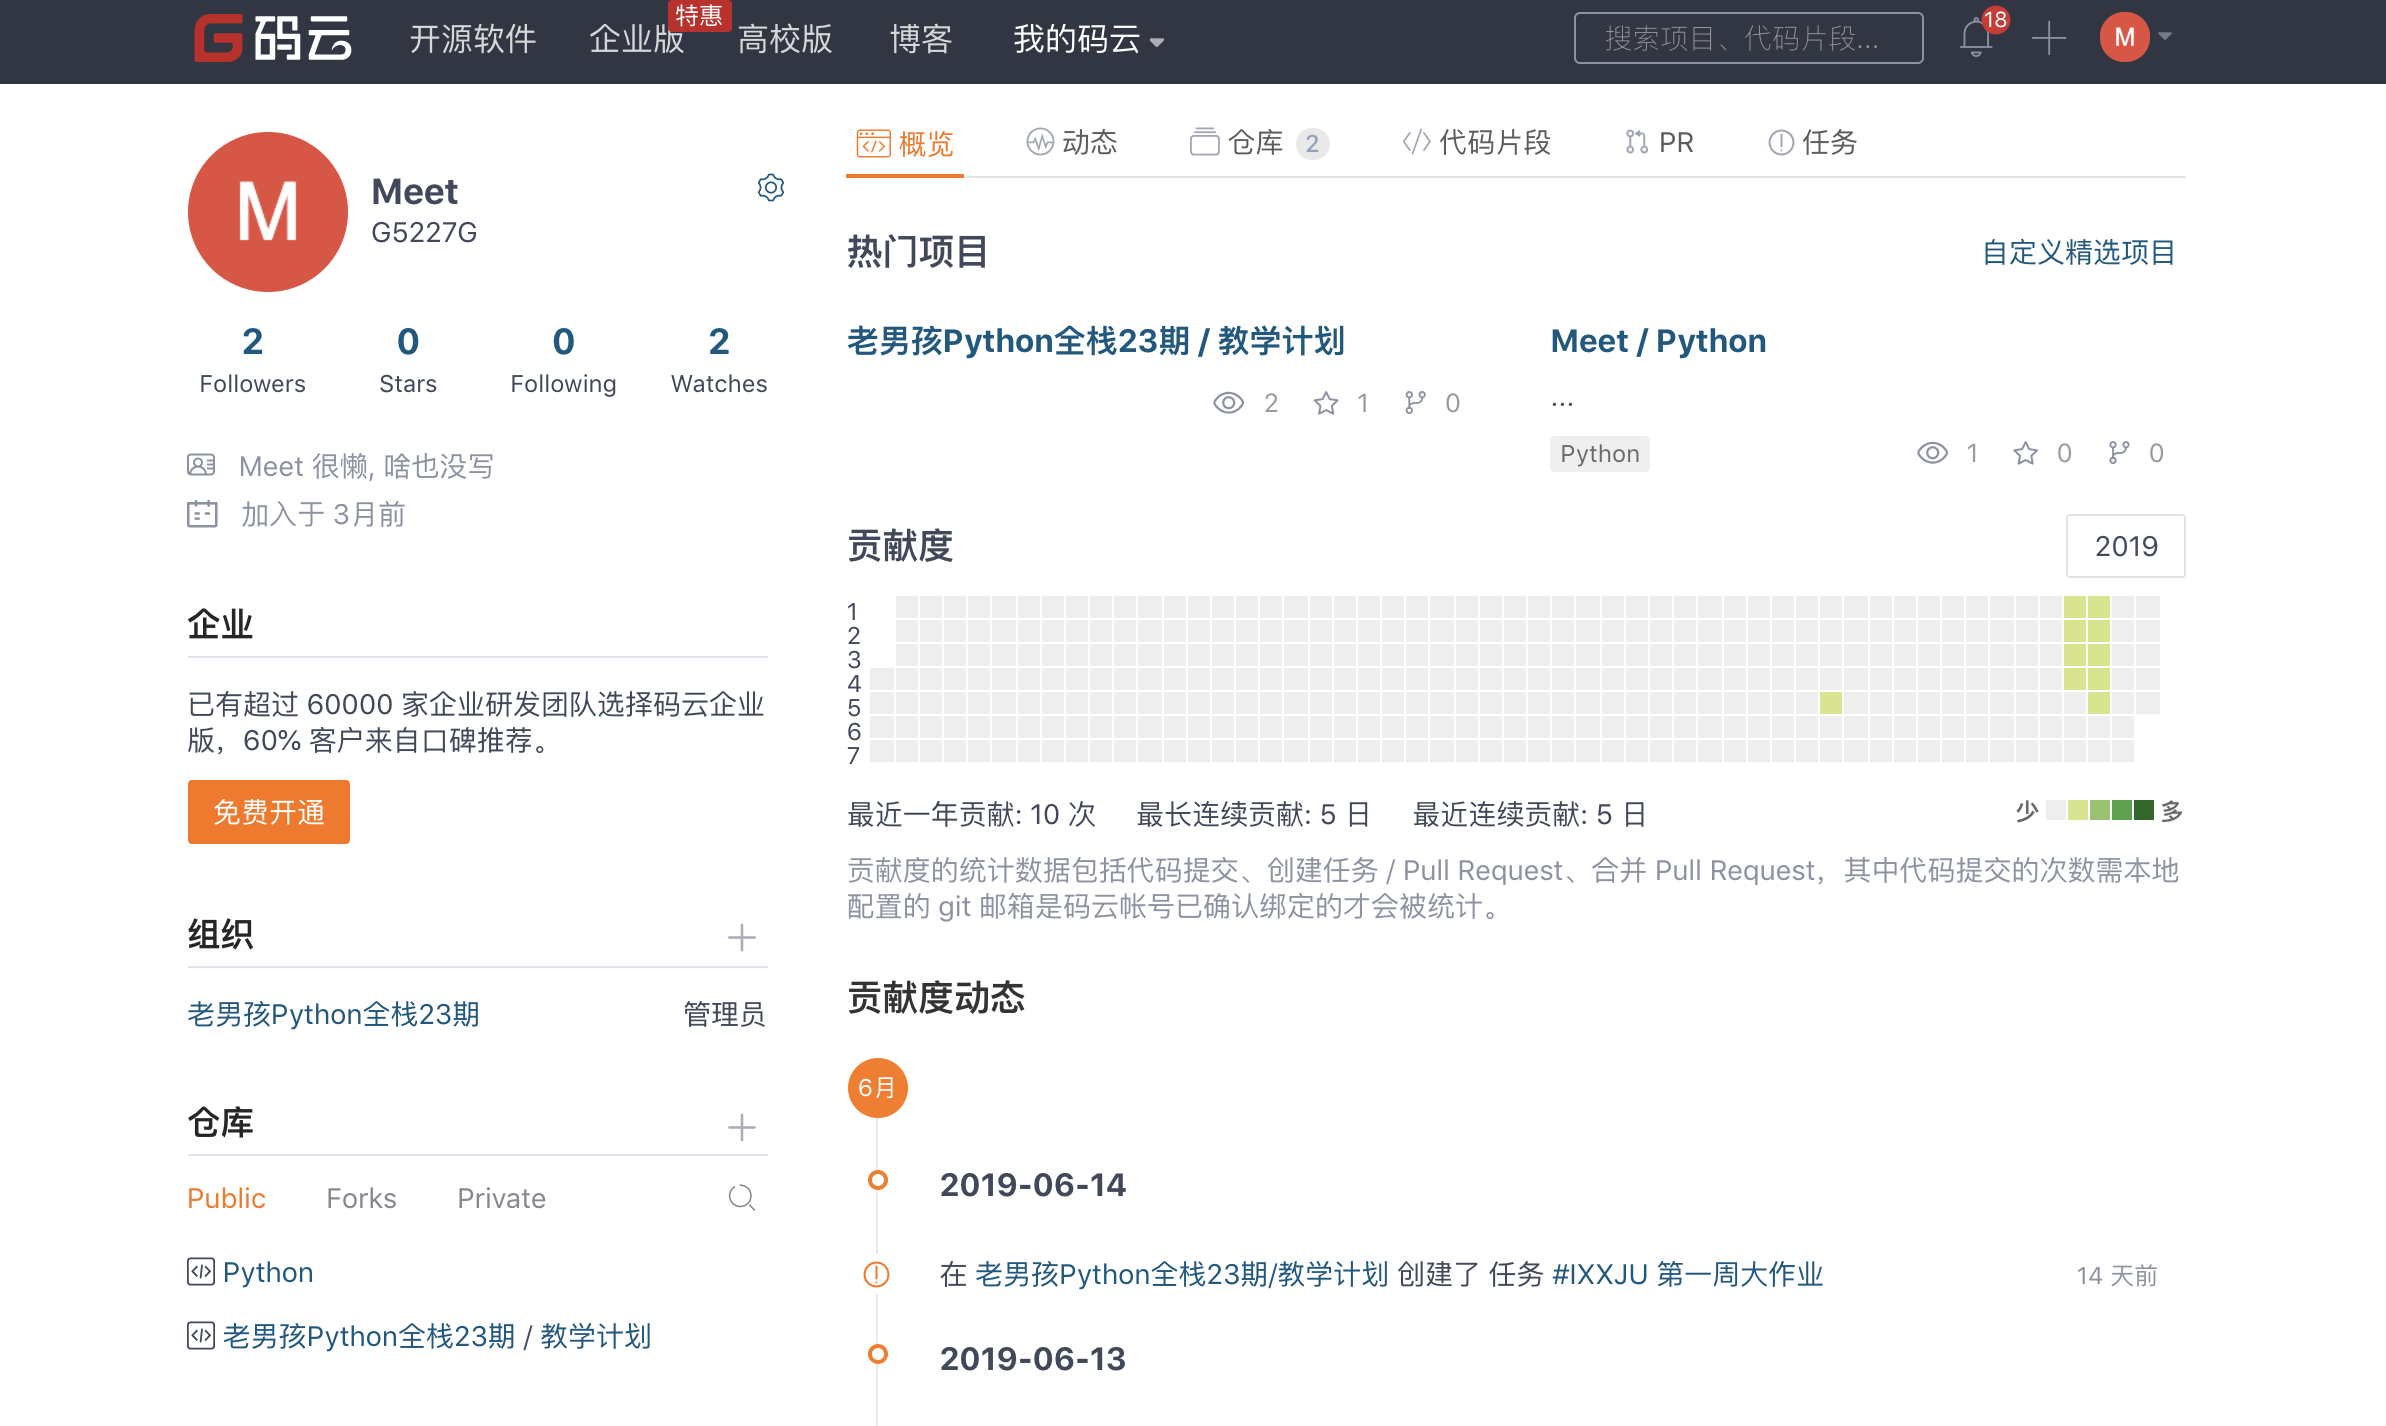 G 码云 开源软件 企业版 特惠 高校版 博客 我的码云 搜索项目、代码片段... 18 M
M
Meet
G5227G
2 0 0 2
Followers Stars Following Watches
Meet 很懒, 啥也没写
加入于 3月前
企业
已有超过 60000 家企业研发团队选择码云企业
版，60% 客户来自口碑推荐。
免费开通
组织
老男孩Python全栈23期 管理员
仓库
Public Forks Private
Python
老男孩Python全栈23期 / 教学计划
概览 动态 仓库 2 代码片段 PR 任务
热门项目 自定义精选项目
老男孩Python全栈23期 / 教学计划
2 1 0
Meet / Python
...
Python 1 0 0
贡献度 2019
1
2
3
4
5
6
7
最近一年贡献: 10 次 最长连续贡献: 5 日 最近连续贡献: 5 日 少 多
贡献度的统计数据包括代码提交、创建任务 / Pull Request、合并 Pull Request，其中代码提交的次数需本地
配置的 git 邮箱是码云帐号已确认绑定的才会被统计。
贡献度动态
6月
2019-06-14
在 老男孩Python全栈23期/教学计划 创建了 任务 #IXXJU 第一周大作业 14 天前
2019-06-13